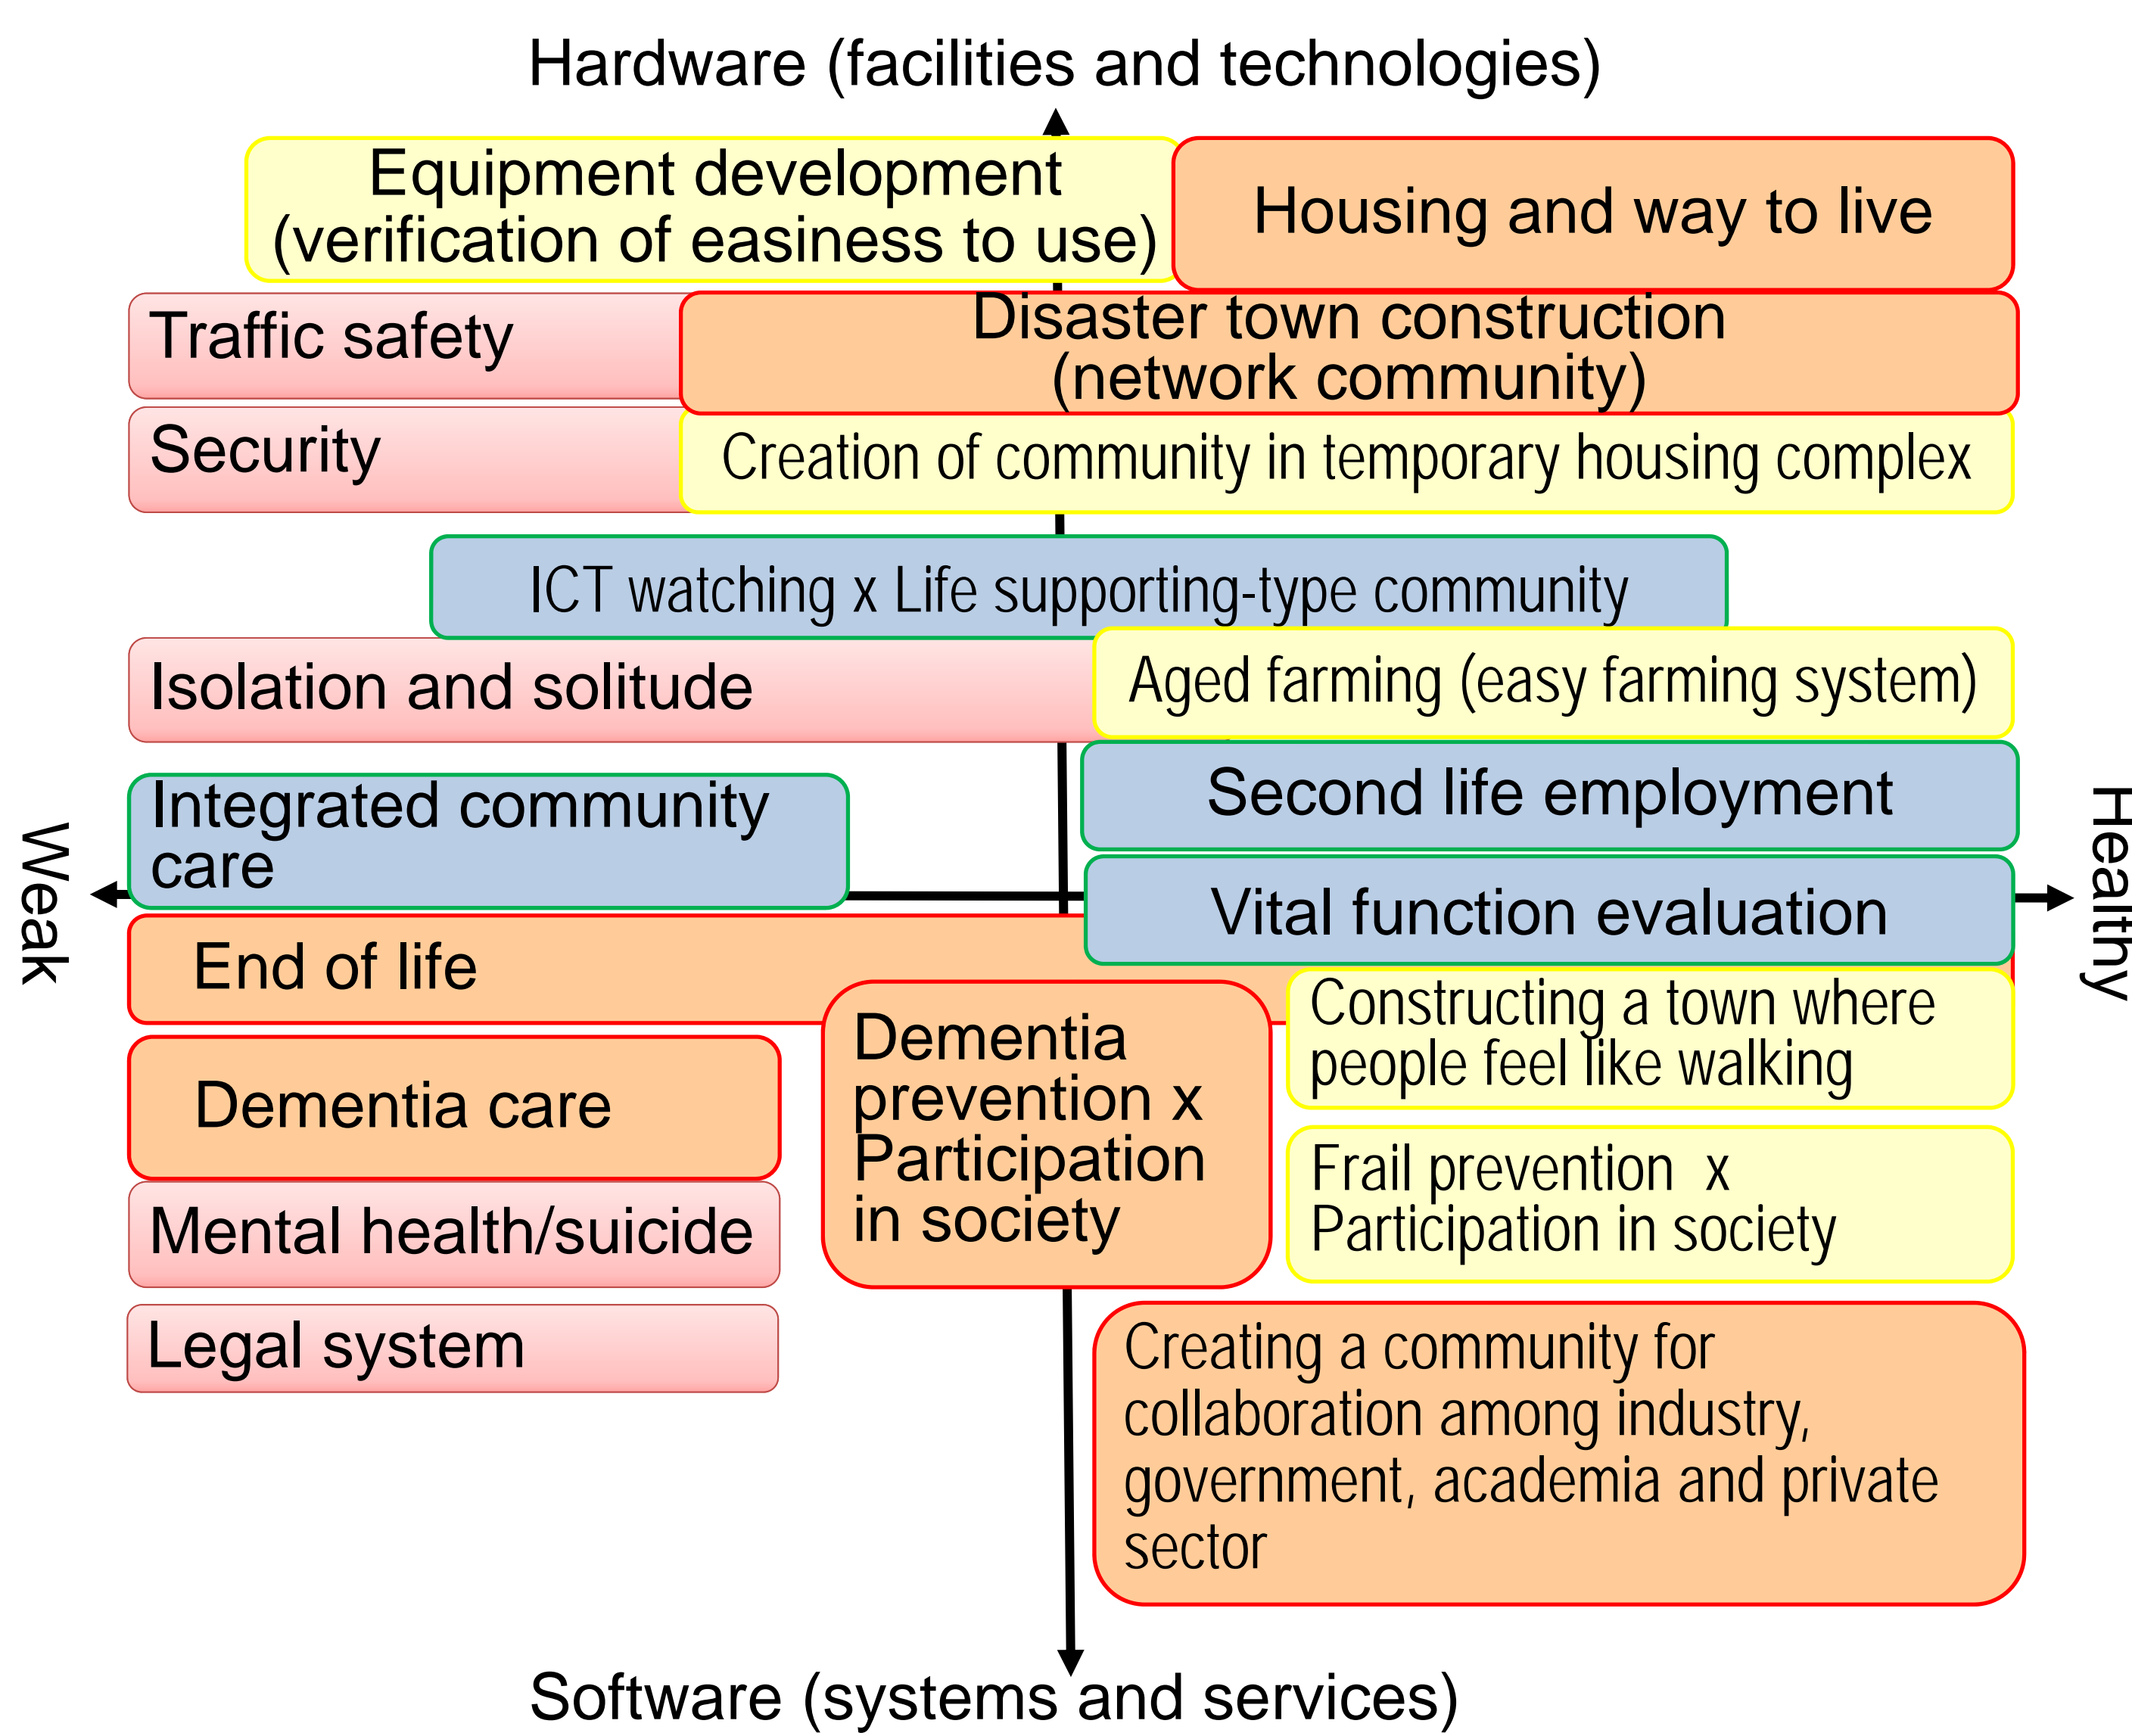 Hardware (facilities and technologies)
Equipment development
(verification of easiness to use)
Housing and way to live
Traffic safety
Disaster town construction
(network community)
Security
Creation of community in temporary housing complex
ICT watching x Life supporting-type community
Isolation and solitude
Aged farming (easy farming system)
Integrated community
care
Second life employment
Weak
Healthy
Vital function evaluation
End of life
Dementia
prevention x
Participation
in society
Constructing a town where
people feel like walking
Dementia care
Frail prevention x
Participation in society
Mental health/suicide
Legal system
Creating a community for
collaboration among industry,
government, academia and private
sector
Software (systems and services)